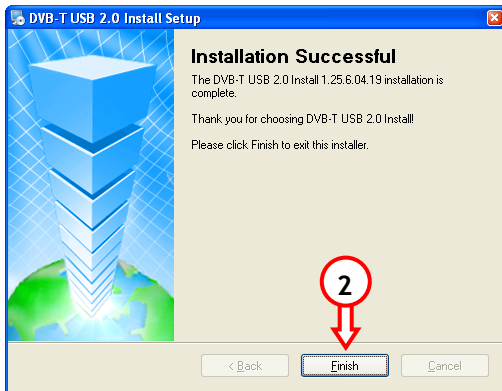 DVB-T USB 2.0 Install Setup
Installation Successful
The DVB-T USB 2.0 Install 1.25.6.04.19 installation is
complete.
Thank you for choosing DVB-T USB 2.0 Install!
Please click Finish to exit this installer.
2
< Back Finish Cancel